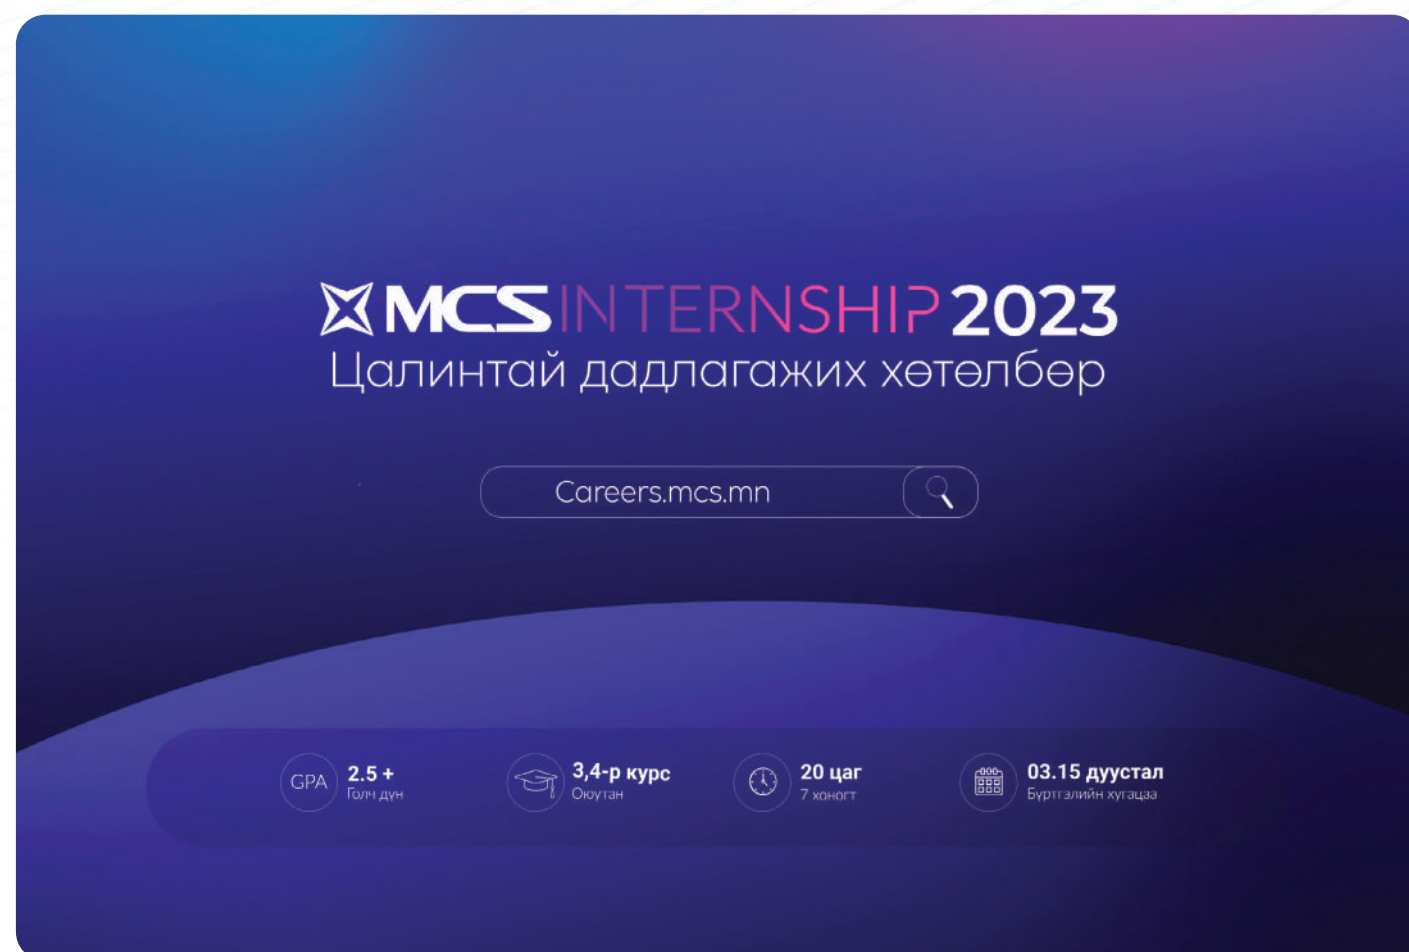 MCS INTERNSHIP 2023
Цалинтай дадлагажих хөтөлбөр
Careers.mcs.mn
GPA
2.5 +
Голч дүн
3,4-р курс
Оюутан
20 цаг
7 хоногт
03.15 дуустал
Бүртгэлийн хугацаа